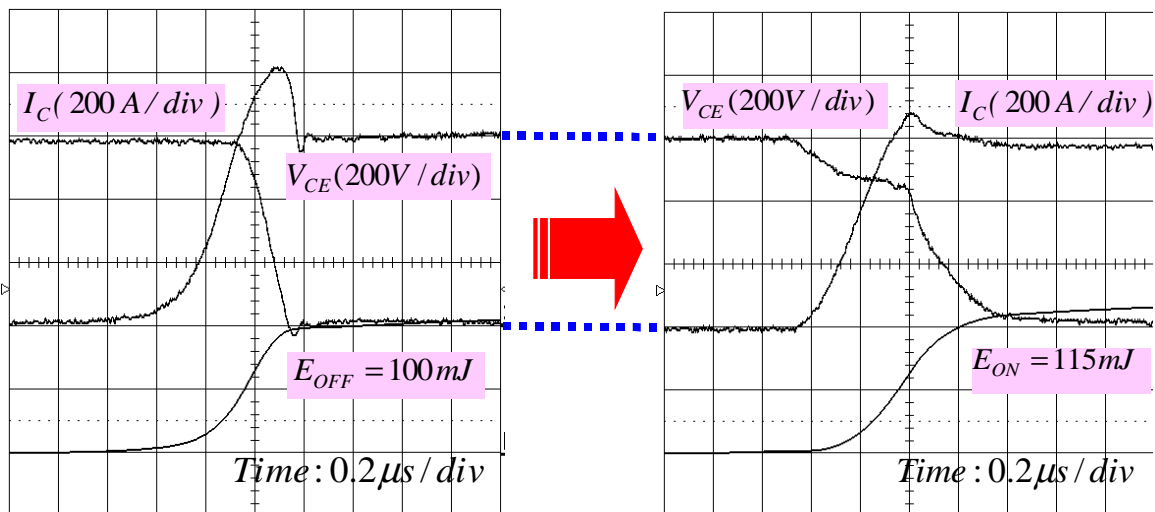 I_C(200 A/div)
V_CE(200V/div)
E_OFF = 100mJ
Time: 0.2μs/div
V_CE(200V/div)
I_C(200 A/div)
E_ON = 115mJ
Time: 0.2μs/div